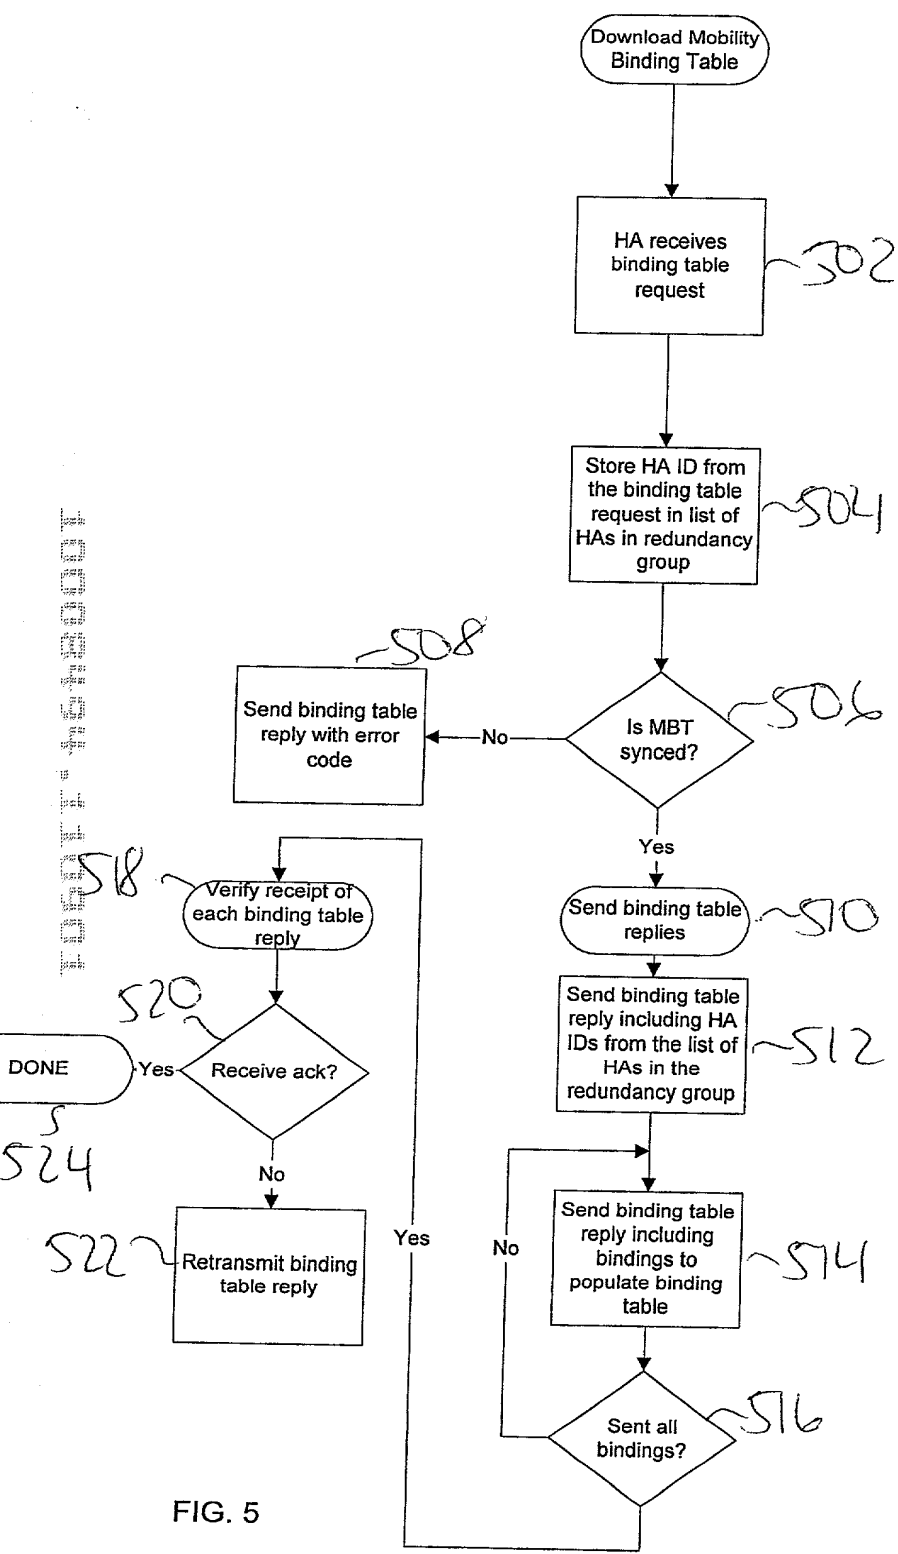 Download Mobility
Binding Table
HA receives
binding table
request
502
Store HA ID from
the binding table
request in list of
HAs in redundancy
group
504
508
Send binding table
reply with error
code
No
Is MBT
synced?
506
Yes
518
Verify receipt of
each binding table
reply
Send binding table
replies
510
520
Send binding table
reply including HA
IDs from the list of
HAs in the
redundancy group
512
DONE
Yes
Receive ack?
524
No
522
Retransmit binding
table reply
Yes
No
Send binding table
reply including
bindings to
populate binding
table
514
Sent all
bindings?
516
FIG. 5